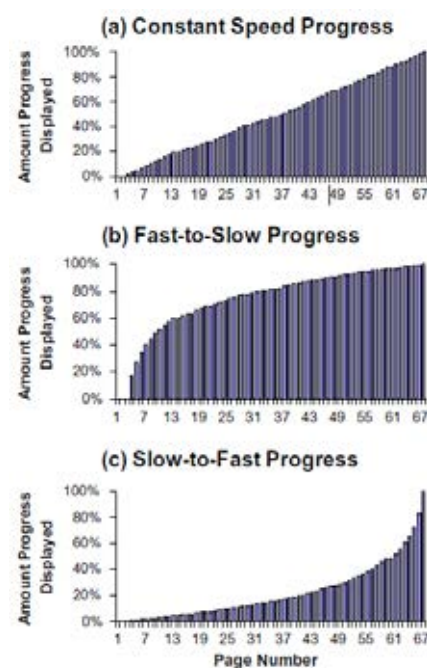 (a) Constant Speed Progress
Amount Progress
Displayed
100%
80%
60%
40%
20%
0%
1 7 13 19 25 31 37 43 49 55 61 67
(b) Fast-to-Slow Progress
Amount Progress
Displayed
100%
80%
60%
40%
20%
0%
1 7 13 19 25 31 37 43 49 55 61 67
(c) Slow-to-Fast Progress
Amount Progress
Displayed
100%
80%
60%
40%
20%
0%
1 7 13 19 25 31 37 43 49 55 61 67
Page Number